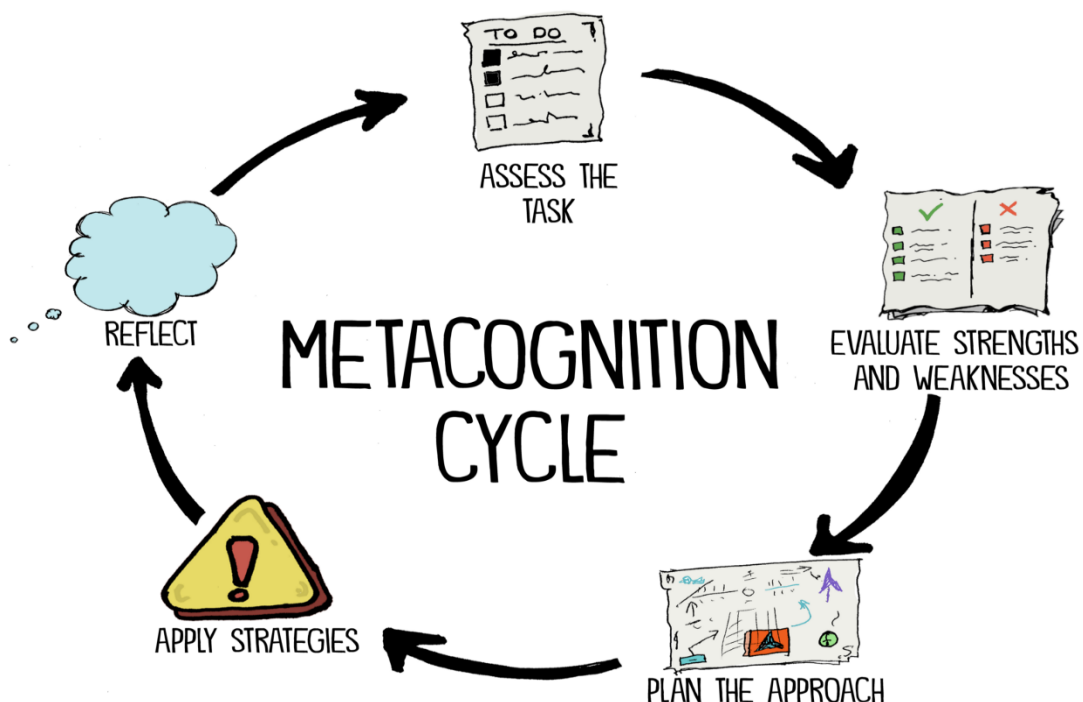 TO DO
ASSESS THE
TASK
EVALUATE STRENGTHS
AND WEAKNESSES
PLAN THE APPROACH
APPLY STRATEGIES
REFLECT
METACOGNITION
CYCLE